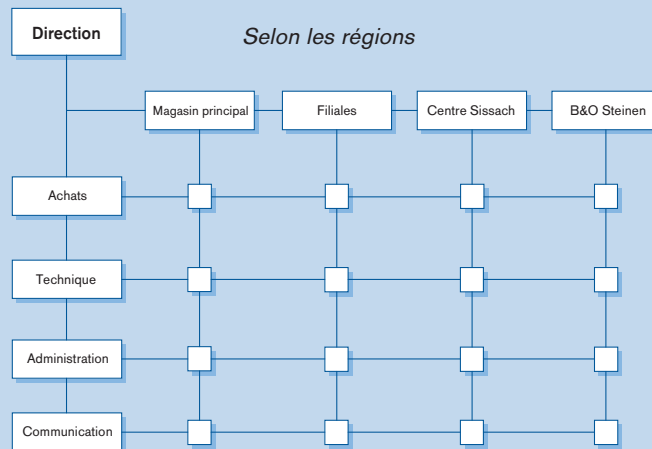 Direction
Selon les régions
Magasin principal
Filiales
Centre Sissach
B&O Steinen
Achats
Technique
Administration
Communication